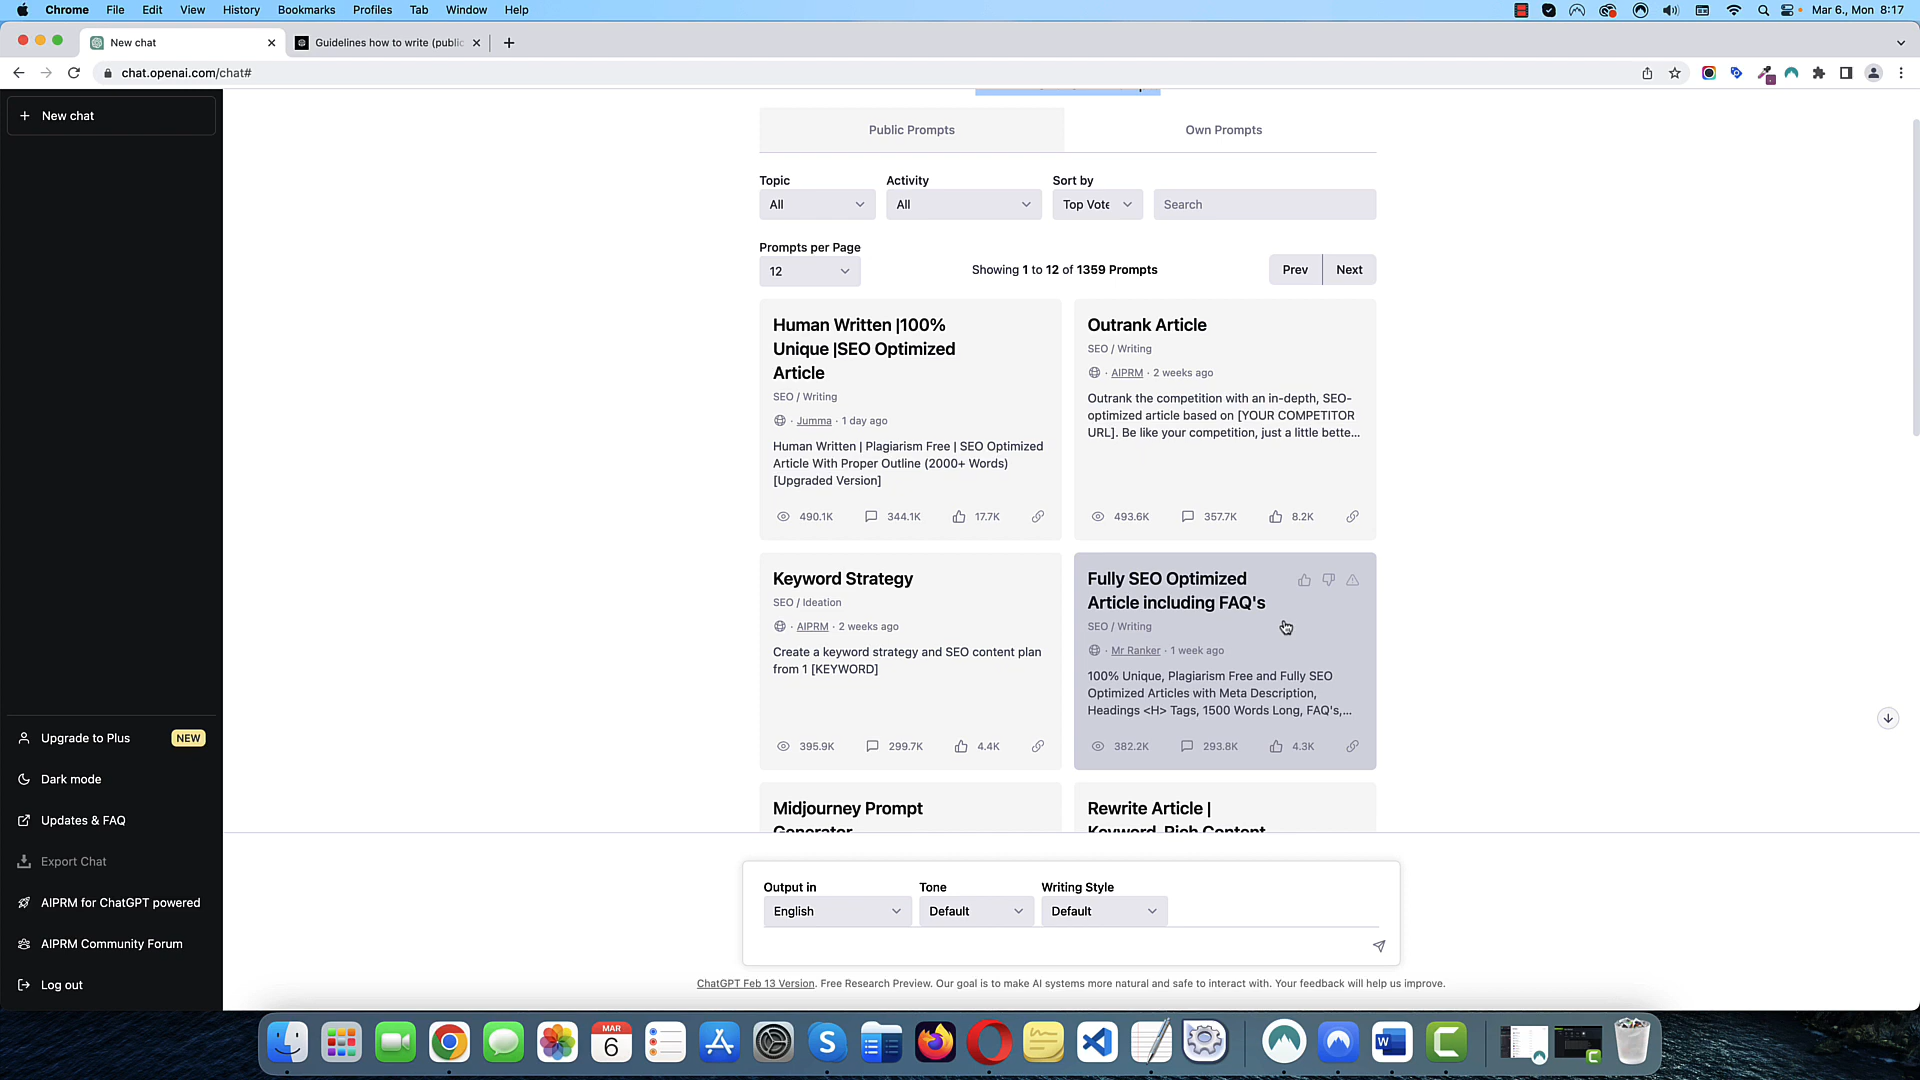 Chrome File Edit View History Bookmarks Profiles Tab Window Help
Mar 6., Mon 8:17
New chat
Guidelines how to write (public
chat.openai.com/chat#
New chat
Public Prompts
Own Prompts
Topic
Activity
Sort by
All
All
Top Vote
Search
Prompts per Page
12
Showing 1 to 12 of 1359 Prompts
Prev
Next
Human Written |100%
Unique |SEO Optimized
Article
SEO / Writing
· Jumma · 1 day ago
Human Written | Plagiarism Free | SEO Optimized
Article With Proper Outline (2000+ Words)
[Upgraded Version]
490.1K
344.1K
17.7K
Outrank Article
SEO / Writing
· AIPRM · 2 weeks ago
Outrank the competition with an in-depth, SEO-
optimized article based on [YOUR COMPETITOR
URL]. Be like your competition, just a little bette...
493.6K
357.7K
8.2K
Keyword Strategy
SEO / Ideation
· AIPRM · 2 weeks ago
Create a keyword strategy and SEO content plan
from 1 [KEYWORD]
395.9K
299.7K
4.4K
Fully SEO Optimized
Article including FAQ's
SEO / Writing
· Mr Ranker · 1 week ago
100% Unique, Plagiarism Free and Fully SEO
Optimized Articles with Meta Description,
Headings <H> Tags, 1500 Words Long, FAQ's,...
382.2K
293.8K
4.3K
Midjourney Prompt
Generator
Rewrite Article |
Keyword-Rich Content
Upgrade to Plus
NEW
Dark mode
Updates & FAQ
Export Chat
AIPRM for ChatGPT powered
AIPRM Community Forum
Log out
Output in
Tone
Writing Style
English
Default
Default
ChatGPT Feb 13 Version. Free Research Preview. Our goal is to make AI systems more natural and safe to interact with. Your feedback will help us improve.
MAR
6